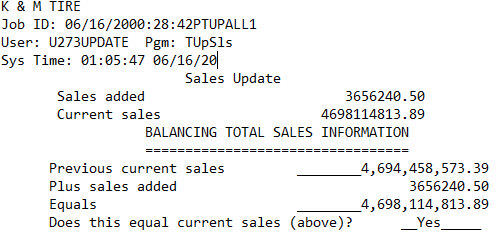 K & M TIRE
Job ID: 06/16/2000:28:42PTUPALL1
User: U273UPDATE  Pgm: TUpSls
Sys Time: 01:05:47 06/16/20
Sales Update
Sales added 3656240.50
Current sales 4698114813.89
BALANCING TOTAL SALES INFORMATION
==================================
Previous current sales ________4,694,458,573.39
Plus sales added 3656240.50
Equals ________4,698,114,813.89
Does this equal current sales (above)? __Yes_____